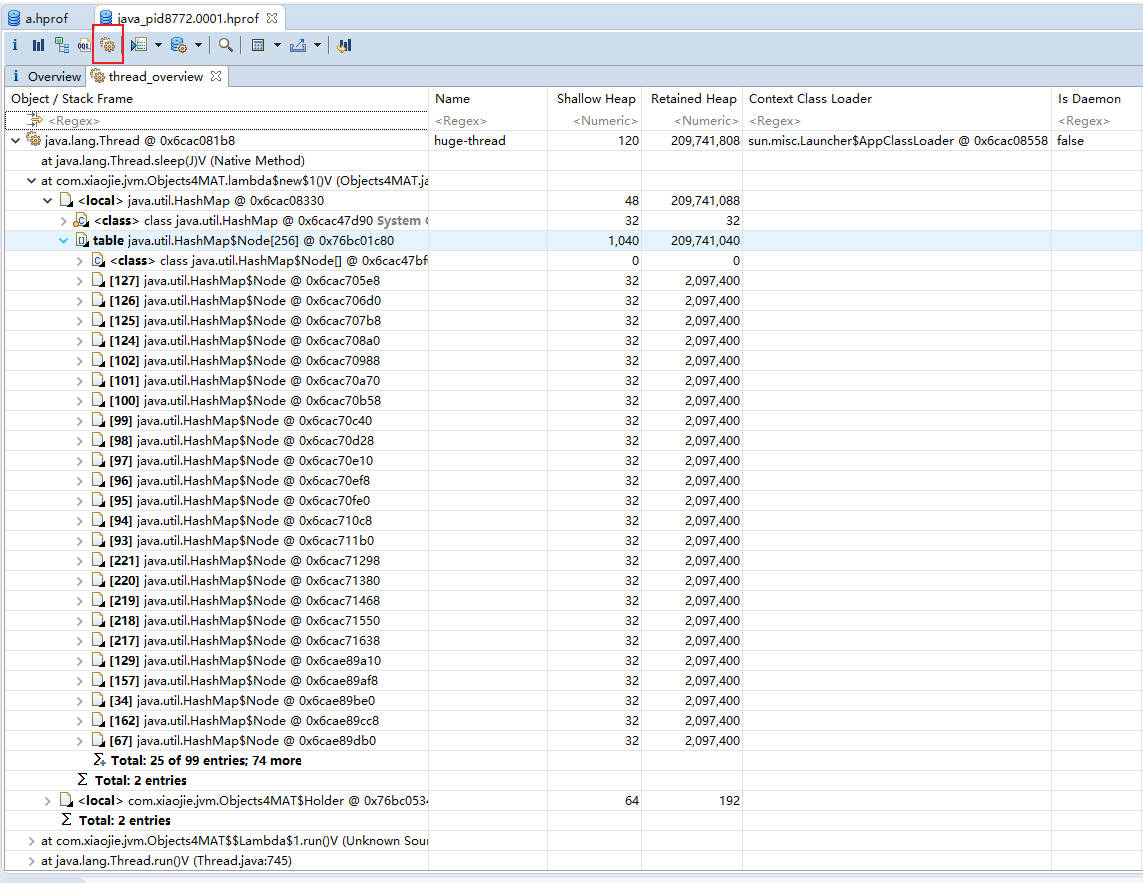 a.hprof java_pid8772.0001.hprof
i OQL
i Overview thread_overview
Object / Stack Frame Name Shallow Heap Retained Heap Context Class Loader Is Daemon
<Regex> <Regex> <Numeric> <Numeric> <Regex> <Regex>
java.lang.Thread @ 0x6cac081b8 huge-thread 120 209,741,808 sun.misc.Launcher$AppClassLoader @ 0x6cac08558 false
at java.lang.Thread.sleep(J)V (Native Method)
at com.xiaojie.jvm.Objects4MAT.lambda$new$1()V (Objects4MAT.ja
<local> java.util.HashMap @ 0x6cac08330 48 209,741,088
<class> class java.util.HashMap @ 0x6cac47d90 System C 32 32
table java.util.HashMap$Node[256] @ 0x76bc01c80 1,040 209,741,040
<class> class java.util.HashMap$Node[] @ 0x6cac47bf 0 0
[127] java.util.HashMap$Node @ 0x6cac705e8 32 2,097,400
[126] java.util.HashMap$Node @ 0x6cac706d0 32 2,097,400
[125] java.util.HashMap$Node @ 0x6cac707b8 32 2,097,400
[124] java.util.HashMap$Node @ 0x6cac708a0 32 2,097,400
[102] java.util.HashMap$Node @ 0x6cac70988 32 2,097,400
[101] java.util.HashMap$Node @ 0x6cac70a70 32 2,097,400
[100] java.util.HashMap$Node @ 0x6cac70b58 32 2,097,400
[99] java.util.HashMap$Node @ 0x6cac70c40 32 2,097,400
[98] java.util.HashMap$Node @ 0x6cac70d28 32 2,097,400
[97] java.util.HashMap$Node @ 0x6cac70e10 32 2,097,400
[96] java.util.HashMap$Node @ 0x6cac70ef8 32 2,097,400
[95] java.util.HashMap$Node @ 0x6cac70fe0 32 2,097,400
[94] java.util.HashMap$Node @ 0x6cac710c8 32 2,097,400
[93] java.util.HashMap$Node @ 0x6cac711b0 32 2,097,400
[221] java.util.HashMap$Node @ 0x6cac71298 32 2,097,400
[220] java.util.HashMap$Node @ 0x6cac71380 32 2,097,400
[219] java.util.HashMap$Node @ 0x6cac71468 32 2,097,400
[218] java.util.HashMap$Node @ 0x6cac71550 32 2,097,400
[217] java.util.HashMap$Node @ 0x6cac71638 32 2,097,400
[129] java.util.HashMap$Node @ 0x6cae89a10 32 2,097,400
[157] java.util.HashMap$Node @ 0x6cae89af8 32 2,097,400
[34] java.util.HashMap$Node @ 0x6cae89be0 32 2,097,400
[162] java.util.HashMap$Node @ 0x6cae89cc8 32 2,097,400
[67] java.util.HashMap$Node @ 0x6cae89db0 32 2,097,400
Total: 25 of 99 entries; 74 more
Total: 2 entries
<local> com.xiaojie.jvm.Objects4MAT$Holder @ 0x76bc0534 64 192
Total: 2 entries
at com.xiaojie.jvm.Objects4MAT$$Lambda$1.run()V (Unknown Sour
at java.lang.Thread.run()V (Thread.java:745)